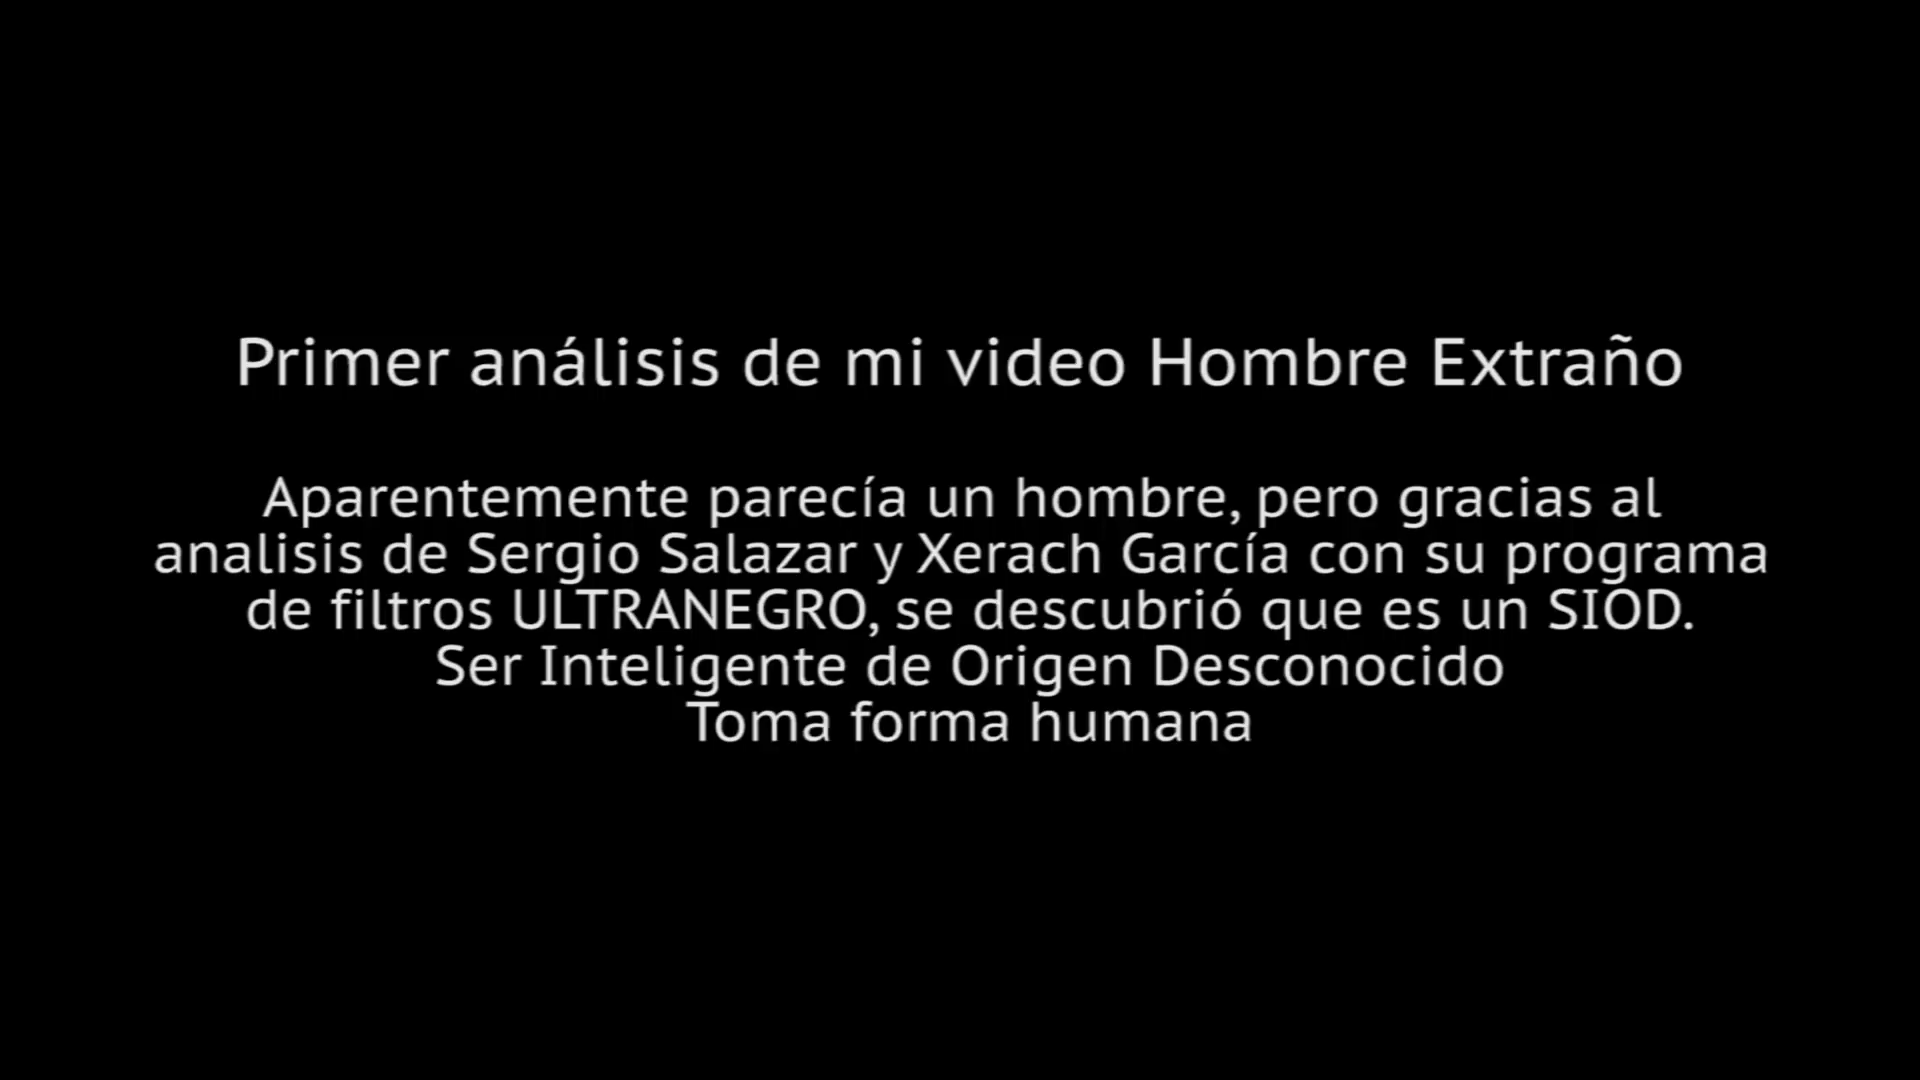 Primer análisis de mi video Hombre Extraño
Aparentemente parecía un hombre, pero gracias al
analisis de Sergio Salazar y Xerach García con su programa
de filtros ULTRANEGRO, se descubrió que es un SIOD.
Ser Inteligente de Origen Desconocido
Toma forma humana